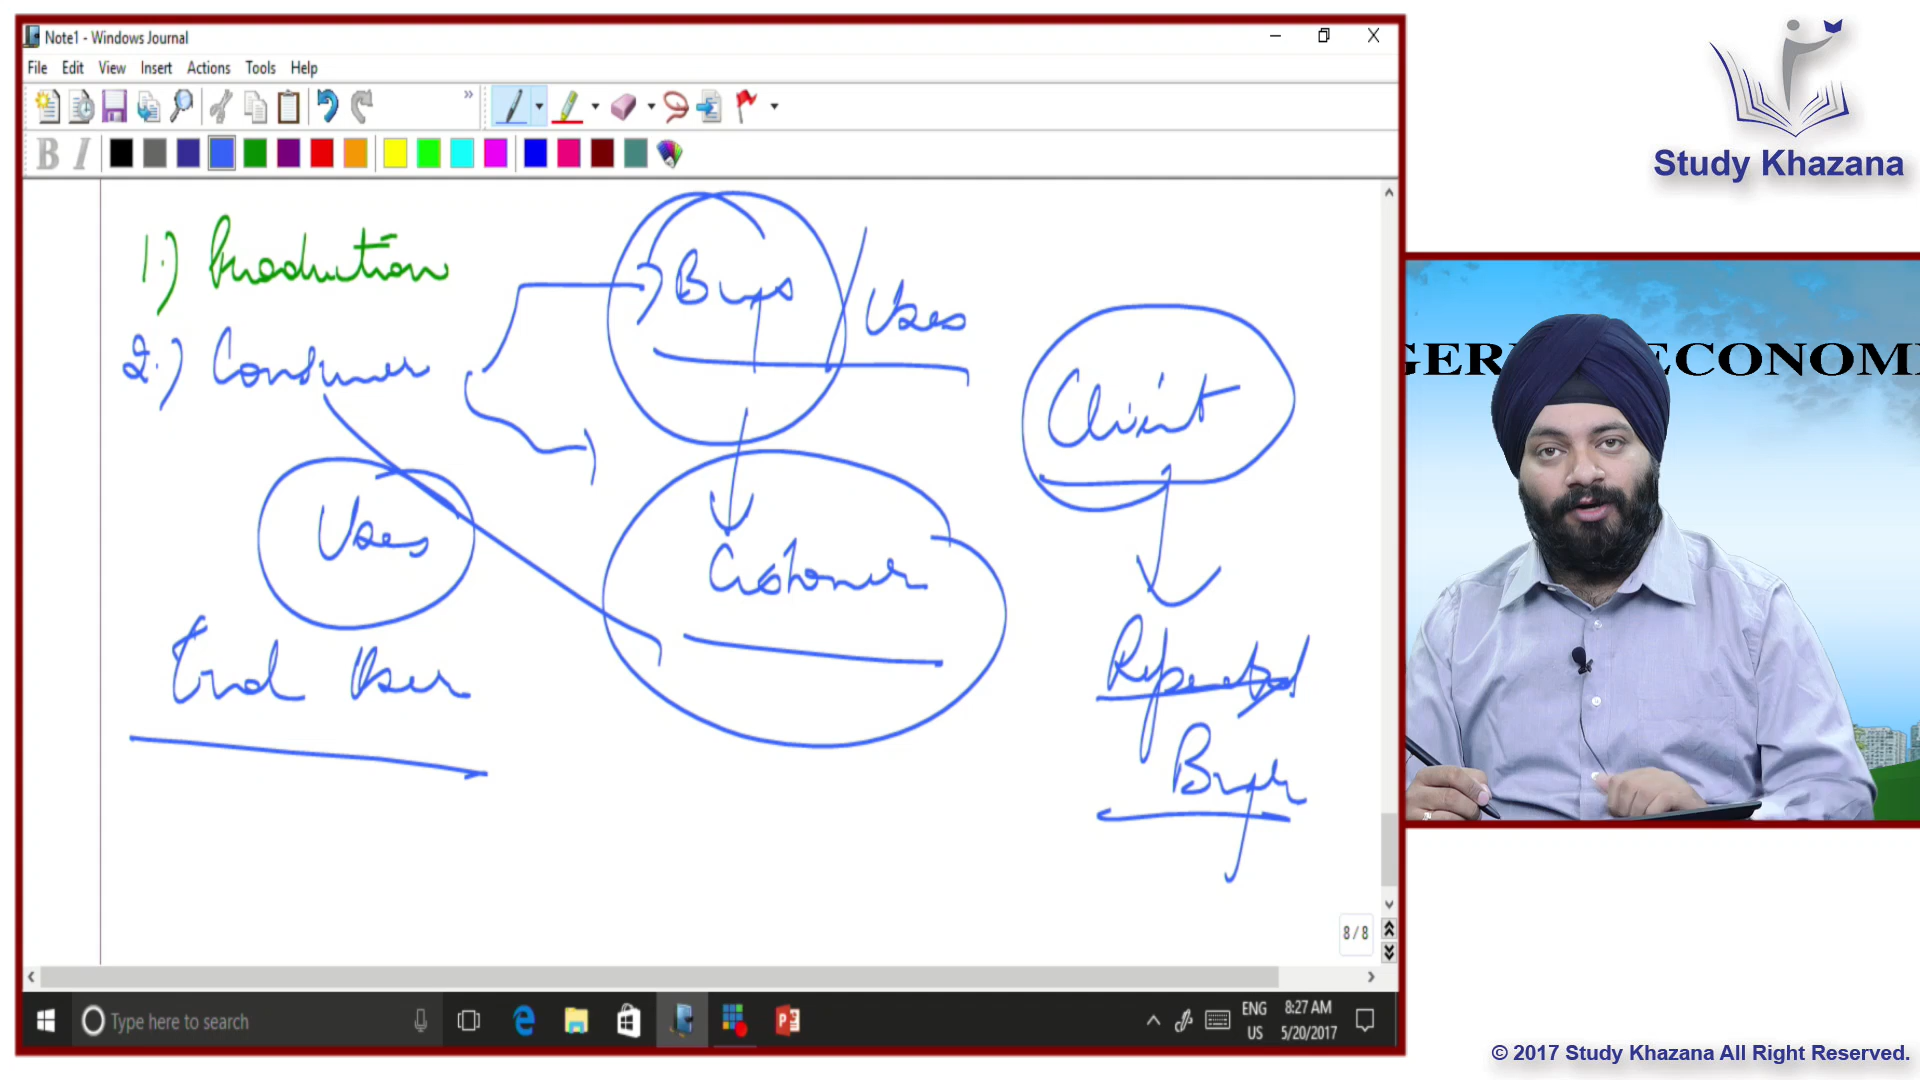 Note1 - Windows Journal
File Edit View Insert Actions Tools Help
B I
1.) Production
2.) Consumer
Buys / Uses
Client
Uses
Customer
End User
Repeated
Buyer
8 / 8
Type here to search
ENG
US
8:27 AM
5/20/2017
Study Khazana
GERI ECONOMI
© 2017 Study Khazana All Right Reserved.